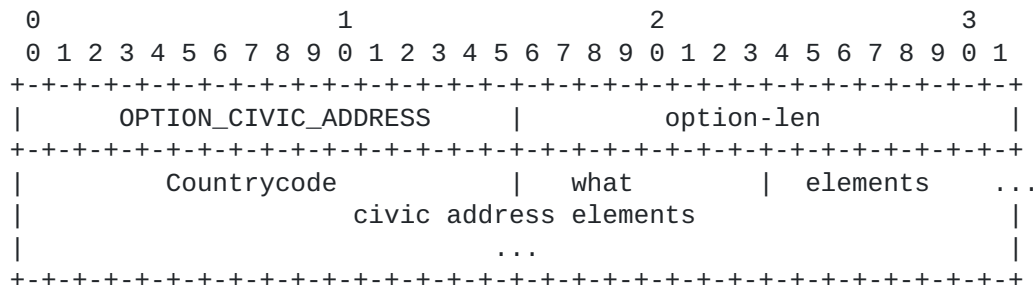 0                   1                   2                   3
 0 1 2 3 4 5 6 7 8 9 0 1 2 3 4 5 6 7 8 9 0 1 2 3 4 5 6 7 8 9 0 1
+-+-+-+-+-+-+-+-+-+-+-+-+-+-+-+-+-+-+-+-+-+-+-+-+-+-+-+-+-+-+-+-+
|      OPTION_CIVIC_ADDRESS     |         option-len            |
+-+-+-+-+-+-+-+-+-+-+-+-+-+-+-+-+-+-+-+-+-+-+-+-+-+-+-+-+-+-+-+-+
|         Countrycode           |   what        |  elements    ...
|                     civic address elements                    |
|                              ...                              |
+-+-+-+-+-+-+-+-+-+-+-+-+-+-+-+-+-+-+-+-+-+-+-+-+-+-+-+-+-+-+-+-+